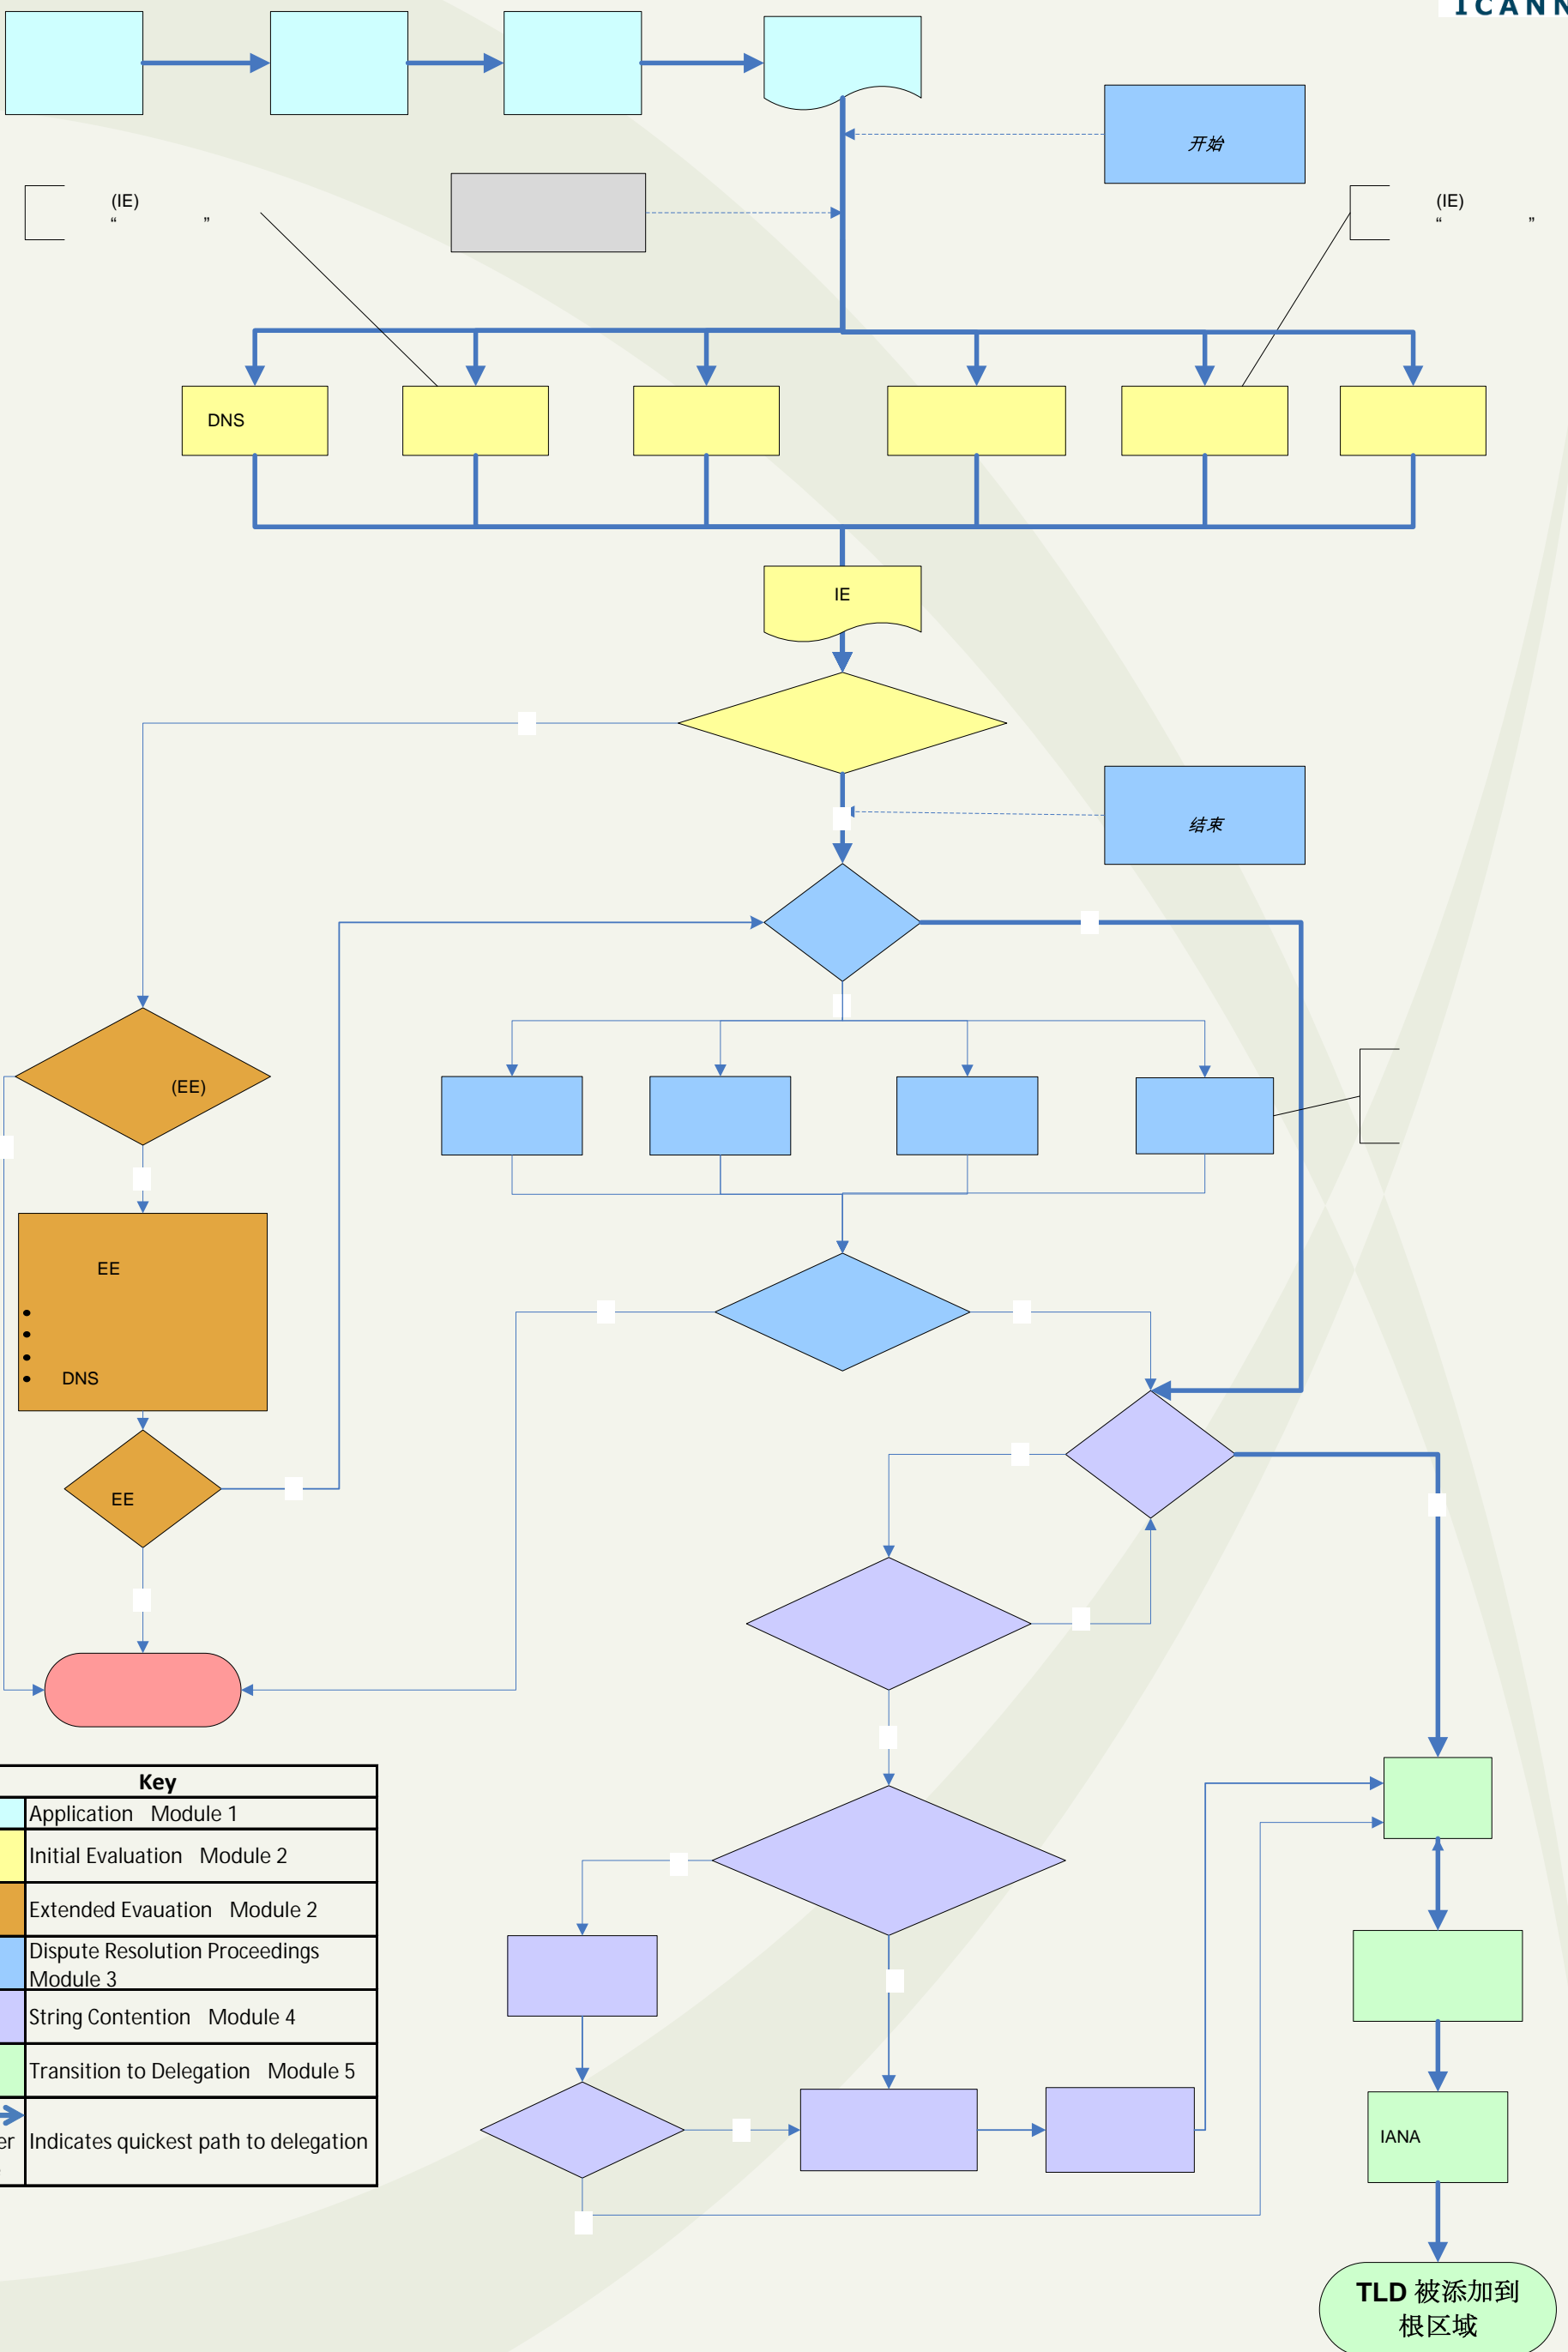 ICANN
开始
(IE)
“ ”
(IE)
“ ”
DNS
IE
结束
(EE)
EE
•
•
•
• DNS
EE
Key
Application Module 1
Initial Evaluation Module 2
Extended Evauation Module 2
Dispute Resolution Proceedings
Module 3
String Contention Module 4
Transition to Delegation Module 5
er
Indicates quickest path to delegation
IANA
TLD 被添加到
根区域